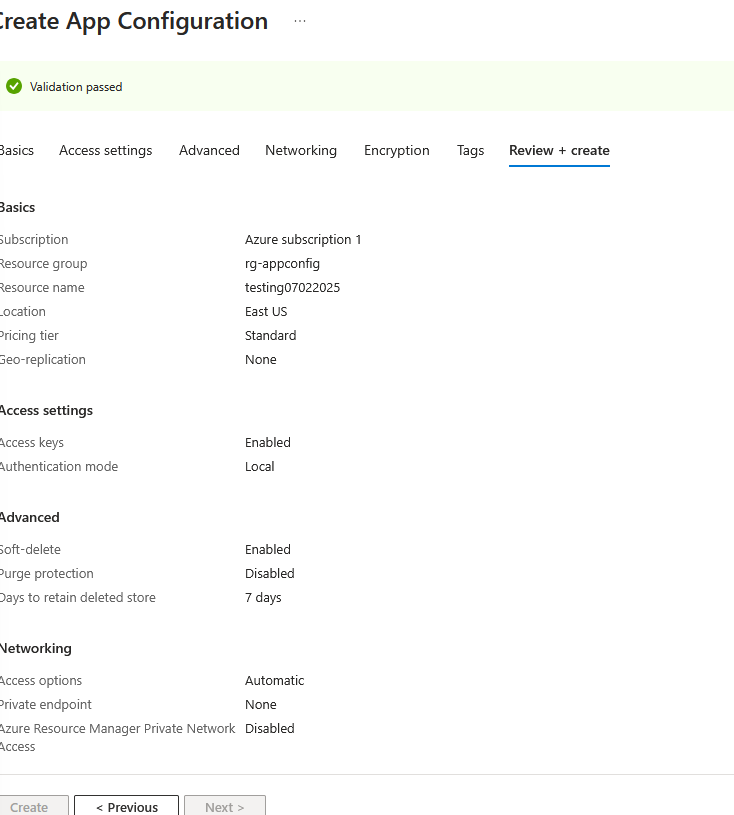 Create App Configuration ...
Validation passed
Basics Access settings Advanced Networking Encryption Tags Review + create
Basics
Subscription Azure subscription 1
Resource group rg-appconfig
Resource name testing07022025
Location East US
Pricing tier Standard
Geo-replication None
Access settings
Access keys Enabled
Authentication mode Local
Advanced
Soft-delete Enabled
Purge protection Disabled
Days to retain deleted store 7 days
Networking
Access options Automatic
Private endpoint None
Azure Resource Manager Private Network Disabled
Access
Create < Previous Next >